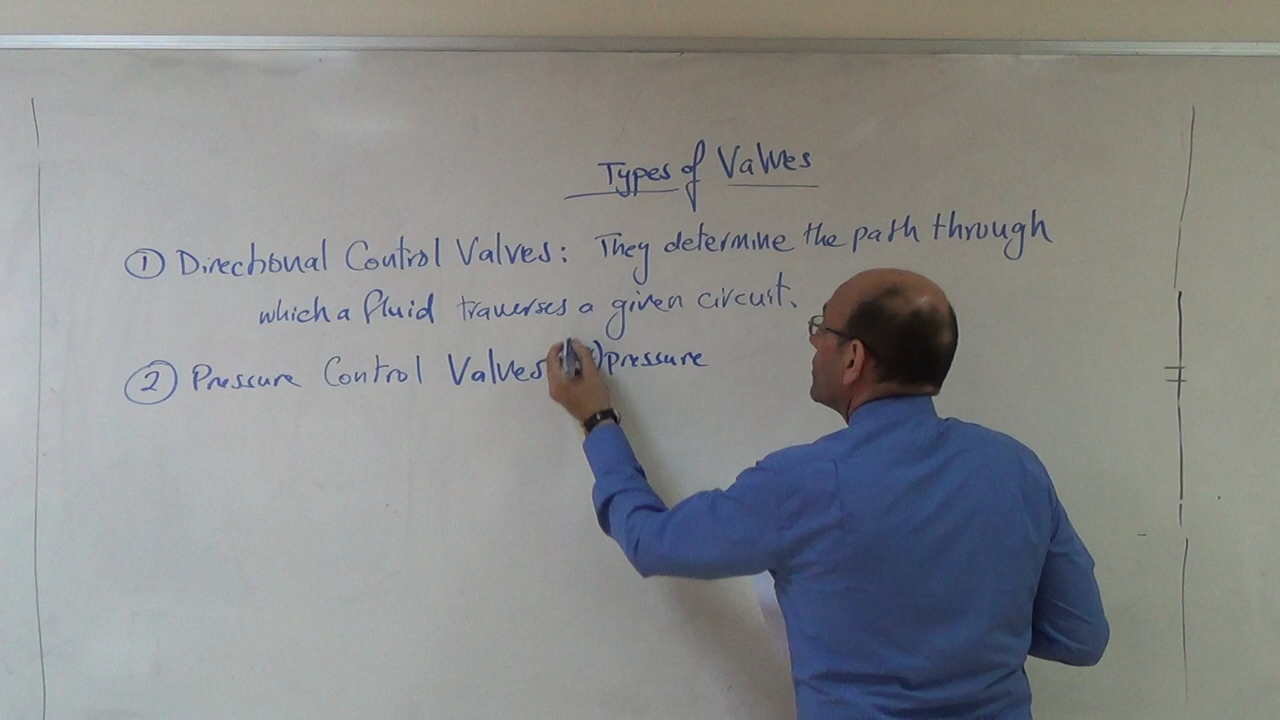 Types of Valves
① Directional Control Valves: They determine the path through
which a fluid traverses a given circuit.
② Pressure Control Valves pressure